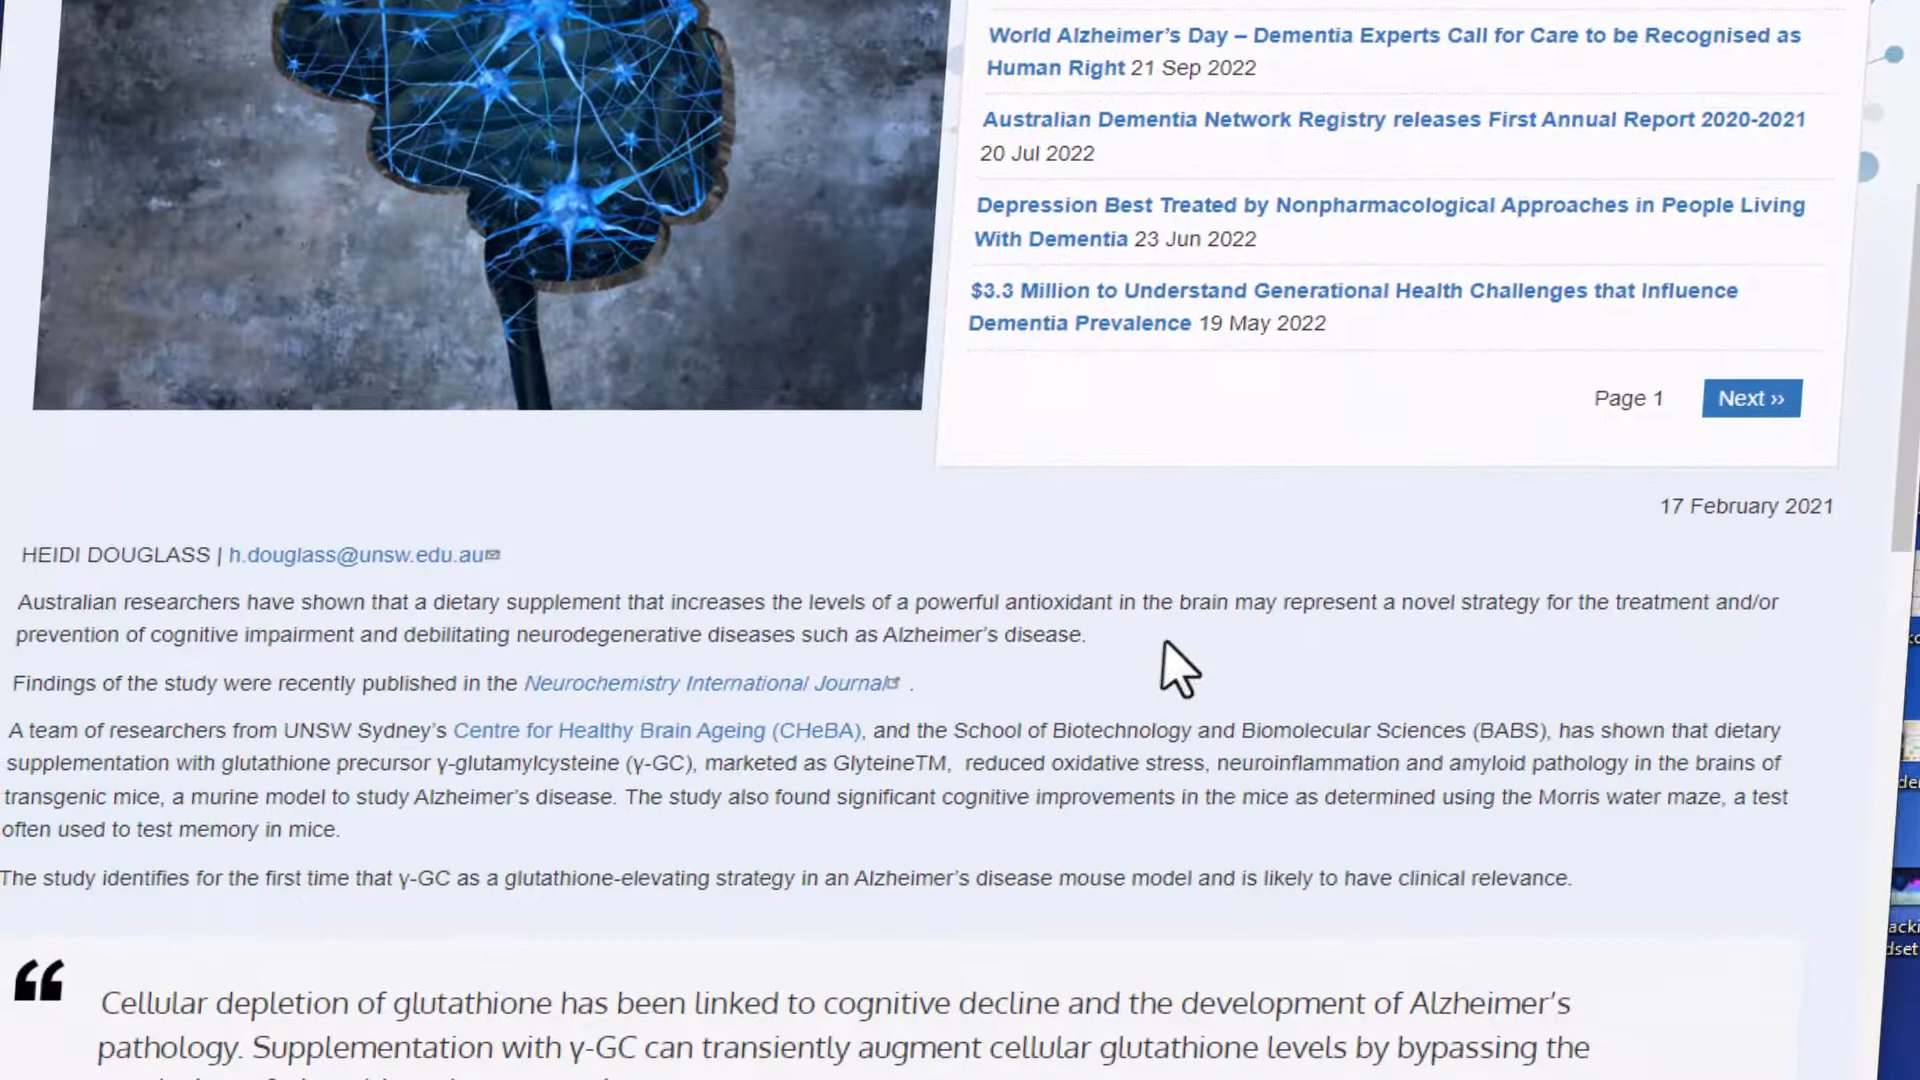 World Alzheimer’s Day – Dementia Experts Call for Care to be Recognised as
Human Right 21 Sep 2022
Australian Dementia Network Registry releases First Annual Report 2020-2021
20 Jul 2022
Depression Best Treated by Nonpharmacological Approaches in People Living
With Dementia 23 Jun 2022
$3.3 Million to Understand Generational Health Challenges that Influence
Dementia Prevalence 19 May 2022
Page 1 Next ››
17 February 2021
HEIDI DOUGLASS | h.douglass@unsw.edu.au
Australian researchers have shown that a dietary supplement that increases the levels of a powerful antioxidant in the brain may represent a novel strategy for the treatment and/or
prevention of cognitive impairment and debilitating neurodegenerative diseases such as Alzheimer’s disease.
Findings of the study were recently published in the Neurochemistry International Journal .
A team of researchers from UNSW Sydney’s Centre for Healthy Brain Ageing (CHeBA), and the School of Biotechnology and Biomolecular Sciences (BABS), has shown that dietary
supplementation with glutathione precursor γ-glutamylcysteine (γ-GC), marketed as GlyteineTM, reduced oxidative stress, neuroinflammation and amyloid pathology in the brains of
transgenic mice, a murine model to study Alzheimer’s disease. The study also found significant cognitive improvements in the mice as determined using the Morris water maze, a test
often used to test memory in mice.
The study identifies for the first time that γ-GC as a glutathione-elevating strategy in an Alzheimer’s disease mouse model and is likely to have clinical relevance.
“ Cellular depletion of glutathione has been linked to cognitive decline and the development of Alzheimer’s
pathology. Supplementation with γ-GC can transiently augment cellular glutathione levels by bypassing the